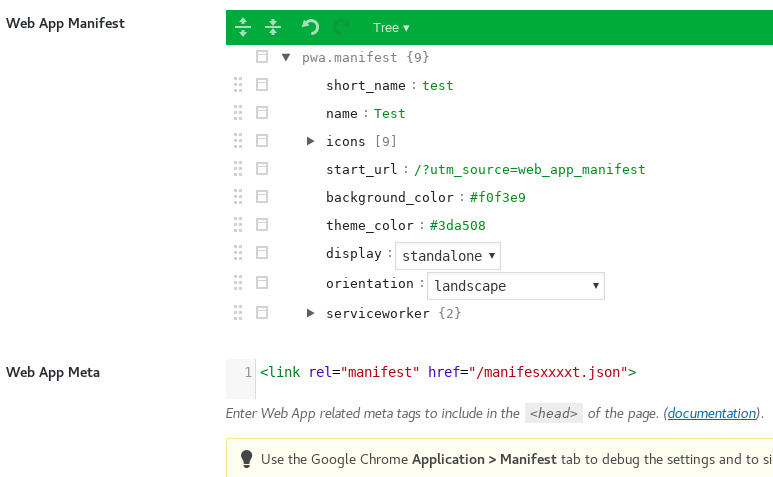 Web App Manifest
Tree ▾
▼ pwa.manifest {9}
short_name : test
name : Test
► icons [9]
start_url : /?utm_source=web_app_manifest
background_color : #f0f3e9
theme_color : #3da508
display : standalone ▾
orientation : landscape ▾
► serviceworker {2}
Web App Meta
1 <link rel="manifest" href="/manifesxxxxt.json">
Enter Web App related meta tags to include in the <head> of the page. (documentation).
Use the Google Chrome Application > Manifest tab to debug the settings and to si